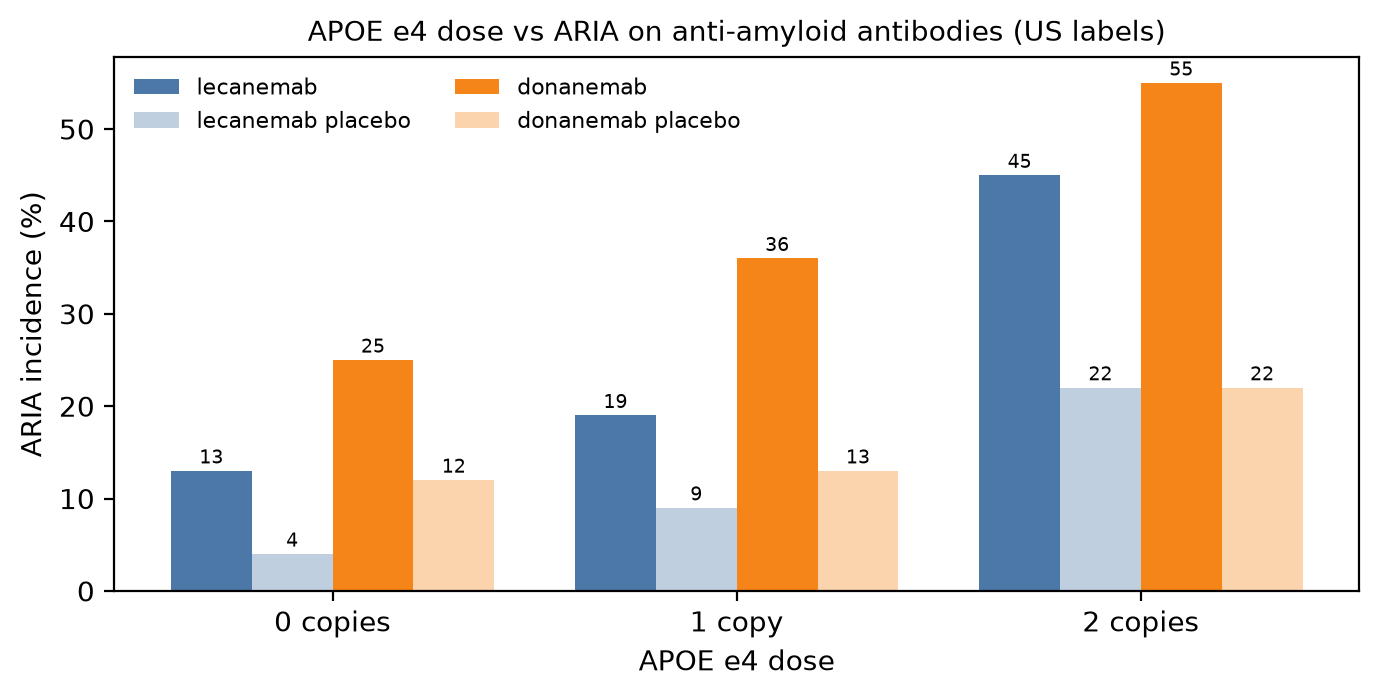 APOE e4 dose vs ARIA on anti-amyloid antibodies (US labels)
lecanemab
lecanemab placebo
donanemab
donanemab placebo
ARIA incidence (%)
50
40
30
20
10
0
13
4
25
12
19
9
36
13
45
22
55
22
0 copies
1 copy
2 copies
APOE e4 dose